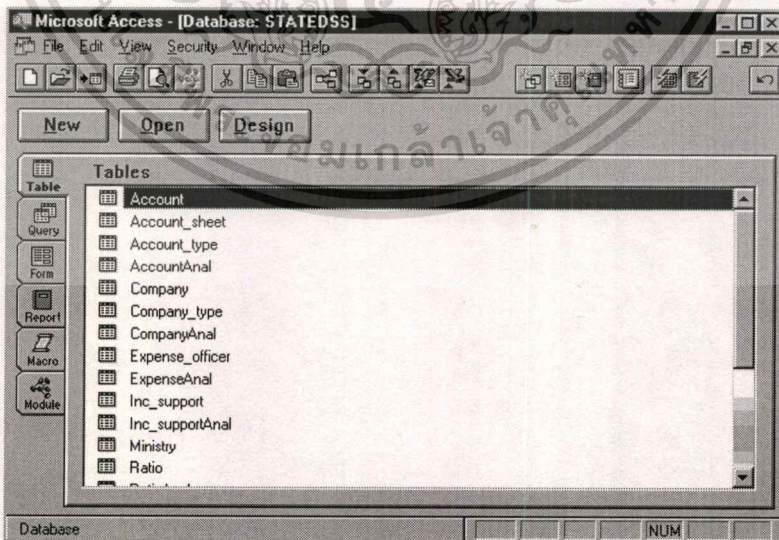 Microsoft Access - [Database: STATEDSS]
File Edit View Security Window Help
New Open Design
Table
Query
Form
Report
Macro
Module
Tables
Account
Account_sheet
Account_type
AccountAnal
Company
Company_type
CompanyAnal
Expense_officer
ExpenseAnal
Inc_support
Inc_supportAnal
Ministry
Ratio
Database
NUM